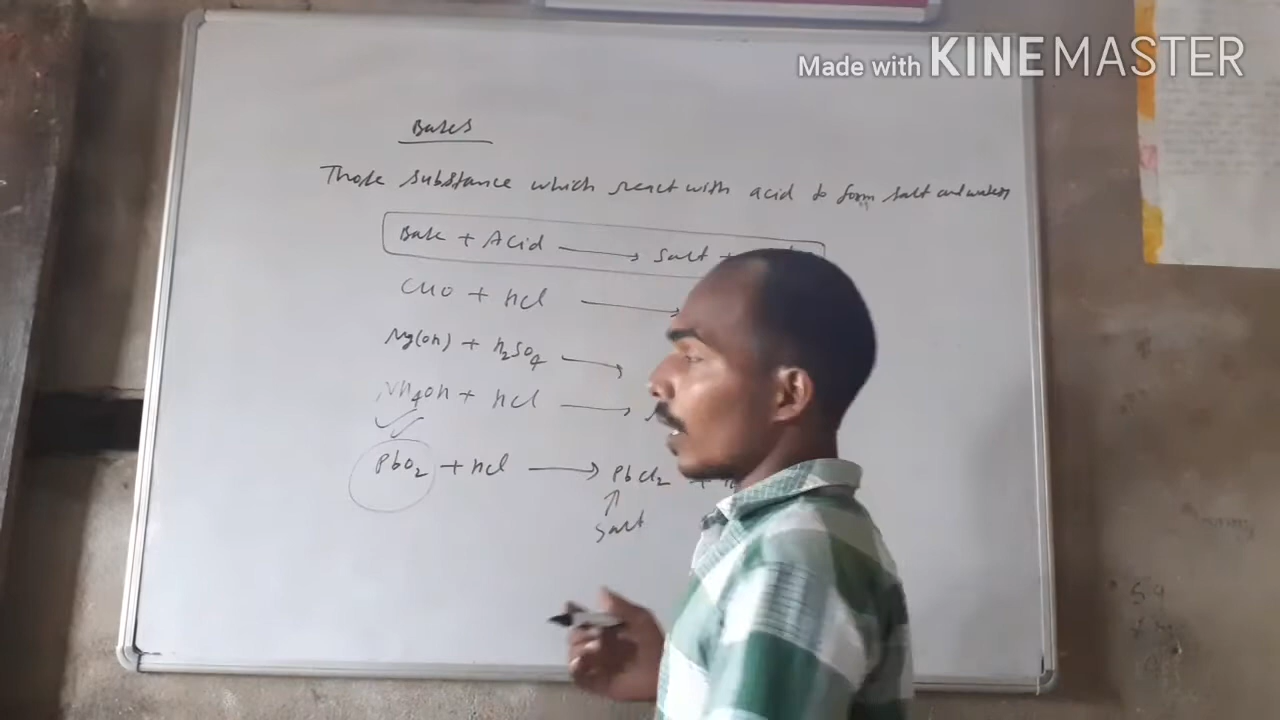 Made with KINEMASTER
Bases
Those substance which react with acid to form salt and water
Base + Acid → Salt +
CuO + HCl →
Mg(OH) + H₂SO₄ →
NH₄OH + HCl →
PbO₂ + HCl → PbCl₂ +
Salt